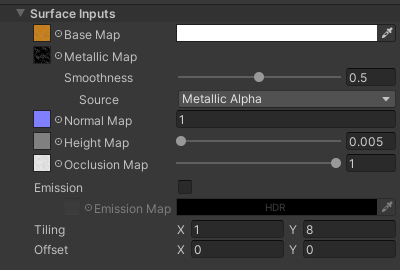 Surface Inputs
Base Map
Metallic Map
Smoothness 0.5
Source Metallic Alpha
Normal Map 1
Height Map 0.005
Occlusion Map 1
Emission
Emission Map HDR
Tiling X 1 Y 8
Offset X 0 Y 0